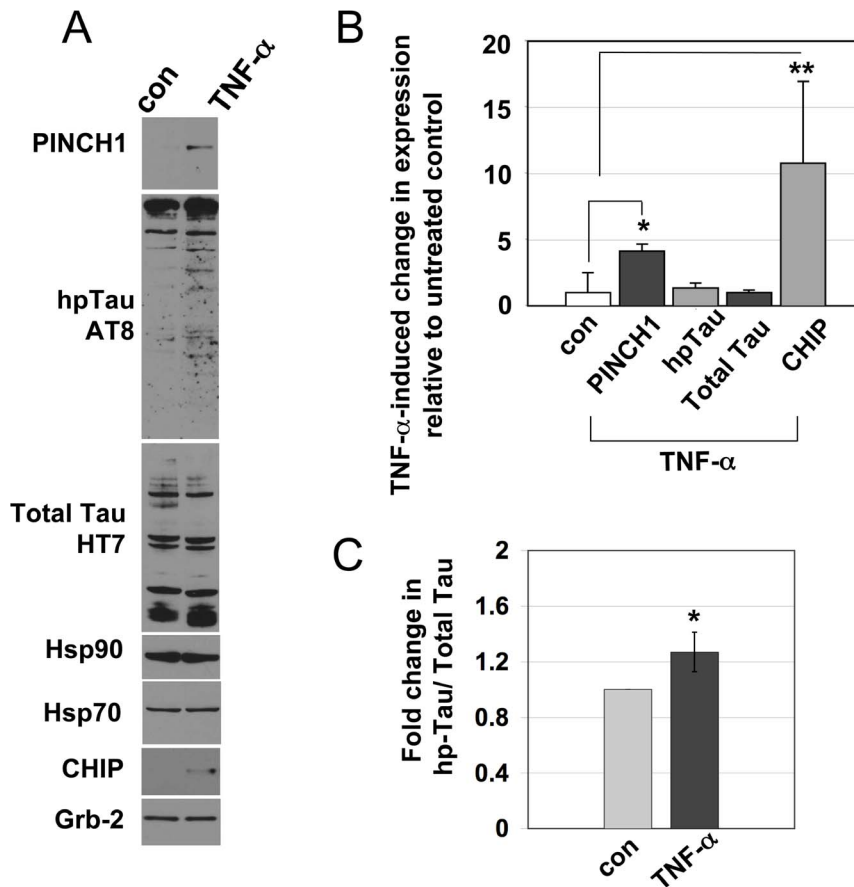 A
con
TNF-α
PINCH1
hpTau
AT8
Total Tau
HT7
Hsp90
Hsp70
CHIP
Grb-2
B
TNF-α-induced change in expression
relative to untreated control
20
15
10
5
0
*
**
con
PINCH1
hpTau
Total Tau
CHIP
TNF-α
C
Fold change in
hp-Tau/ Total Tau
2
1.6
1.2
0.8
0.4
0
*
con
TNF-α